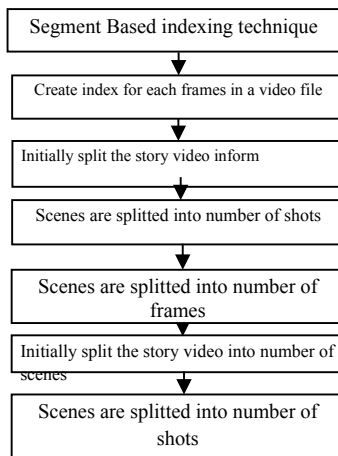 Segment Based indexing technique
Create index for each frames in a video file
Initially split the story video inform
Scenes are splitted into number of shots
Scenes are splitted into number of
frames
Initially split the story video into number of
scenes
Scenes are splitted into number of
shots